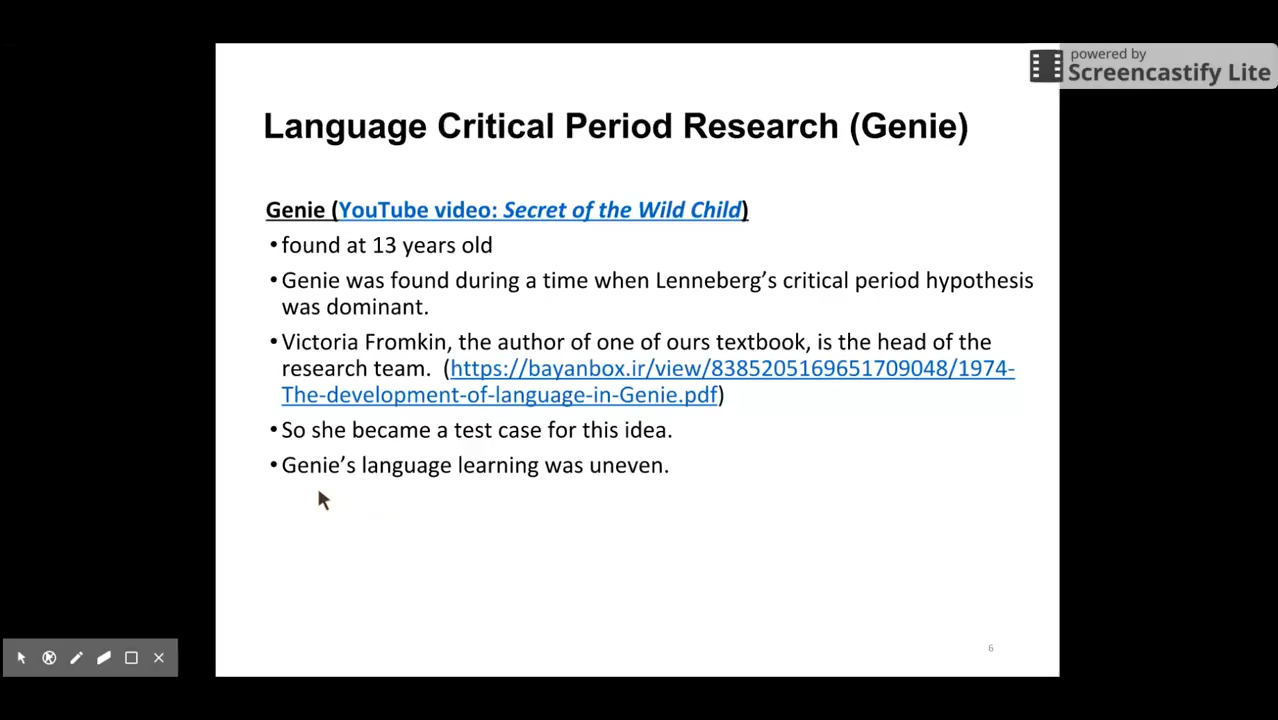 powered by
Screencastify Lite
Language Critical Period Research (Genie)
Genie (YouTube video: Secret of the Wild Child)
•found at 13 years old
•Genie was found during a time when Lenneberg’s critical period hypothesis
was dominant.
•Victoria Fromkin, the author of one of ours textbook, is the head of the
research team. (https://bayanbox.ir/view/8385205169651709048/1974-
The-development-of-language-in-Genie.pdf)
•So she became a test case for this idea.
•Genie’s language learning was uneven.
6